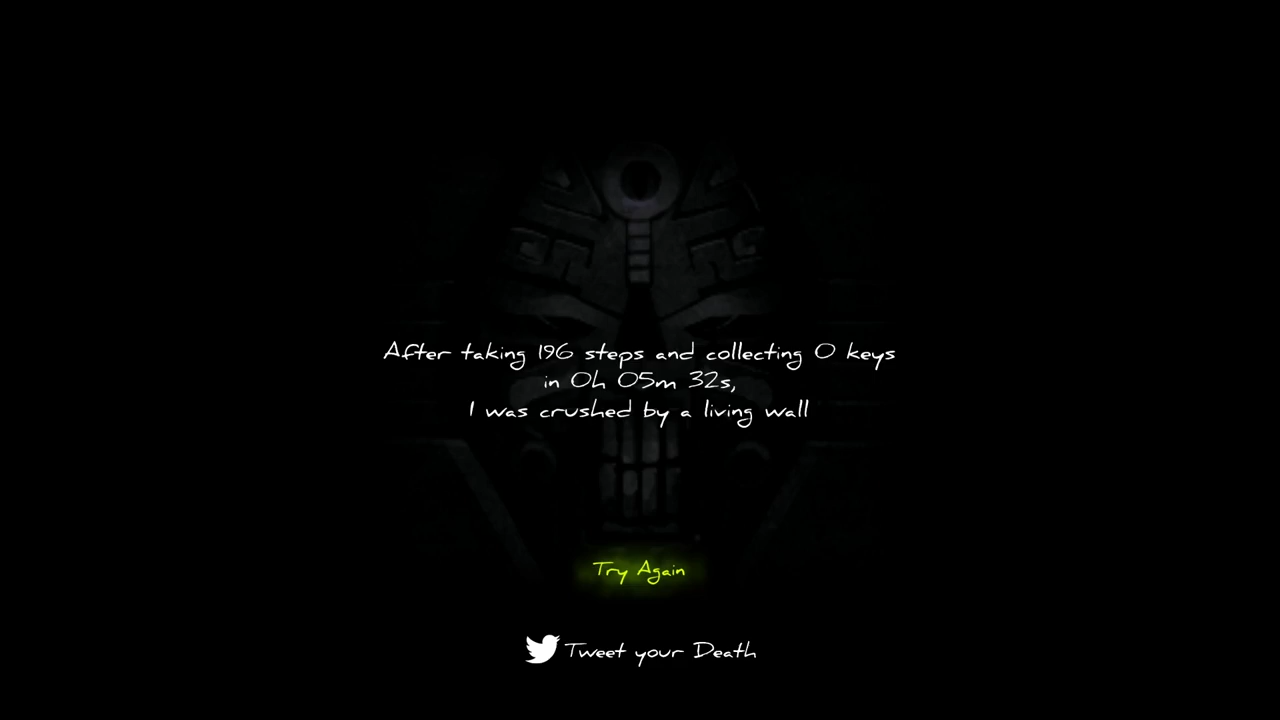 After taking 196 steps and collecting 0 keys
in 0h 05m 32s,
I was crushed by a living wall
Try Again
Tweet your Death